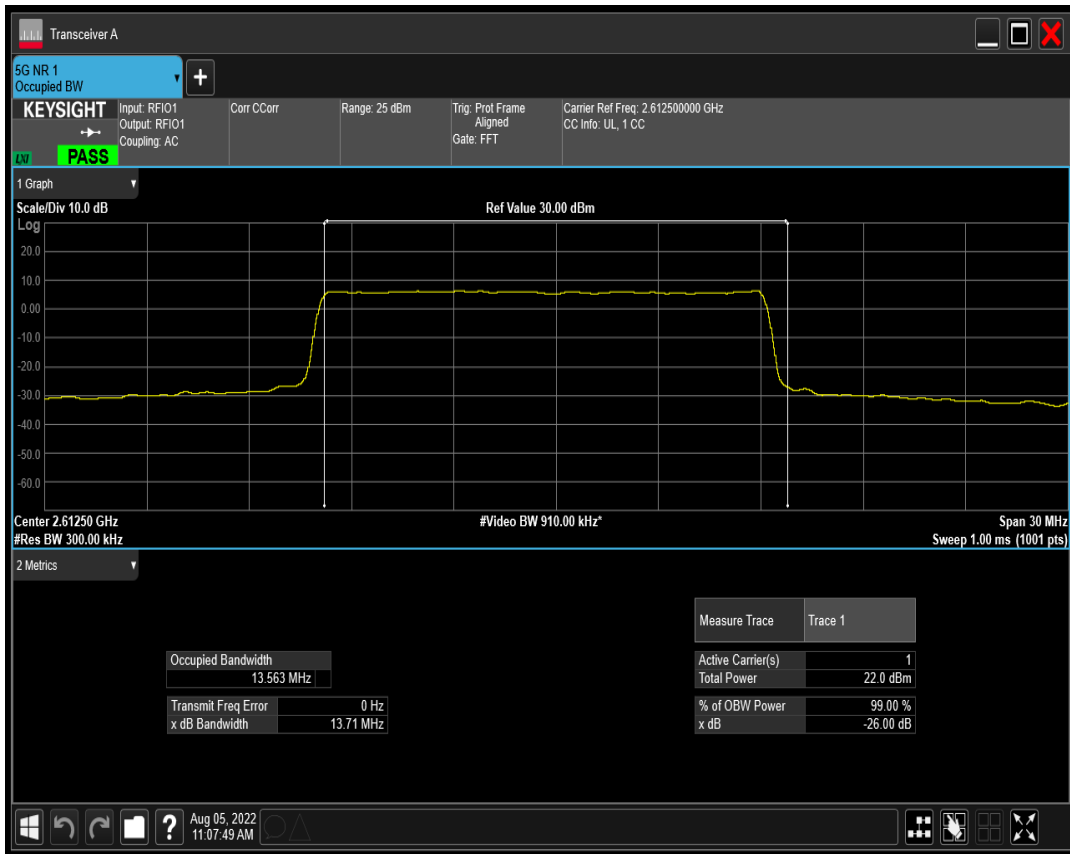 Transceiver A
5G NR 1
Occupied BW
KEYSIGHT
LXI
PASS
Input: RFIO1
Output: RFIO1
Coupling: AC
Corr CCorr
Range: 25 dBm
Trig: Prot Frame
Aligned
Gate: FFT
Carrier Ref Freq: 2.612500000 GHz
CC Info: UL, 1 CC
1 Graph
Scale/Div 10.0 dB
Ref Value 30.00 dBm
Log
20.0
10.0
0.00
-10.0
-20.0
-30.0
-40.0
-50.0
-60.0
Center 2.61250 GHz
#Video BW 910.00 kHz*
Span 30 MHz
#Res BW 300.00 kHz
Sweep 1.00 ms (1001 pts)
2 Metrics
Measure Trace Trace 1
Occupied Bandwidth
13.563 MHz
Active Carrier(s) 1
Total Power 22.0 dBm
Transmit Freq Error 0 Hz
x dB Bandwidth 13.71 MHz
% of OBW Power 99.00 %
x dB -26.00 dB
?
Aug 05, 2022
11:07:49 AM